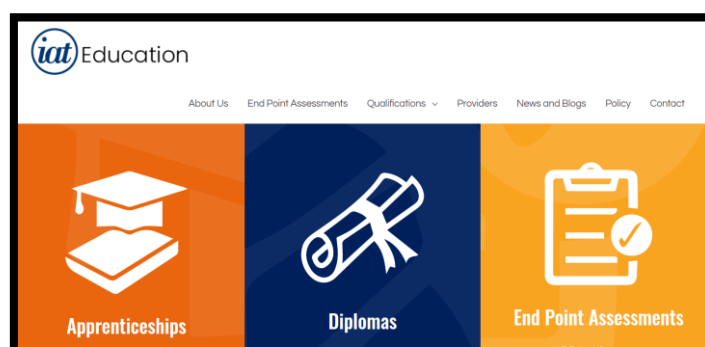 iat Education
About Us End Point Assessments Qualifications Providers News and Blogs Policy Contact
Apprenticeships Diplomas End Point Assessments